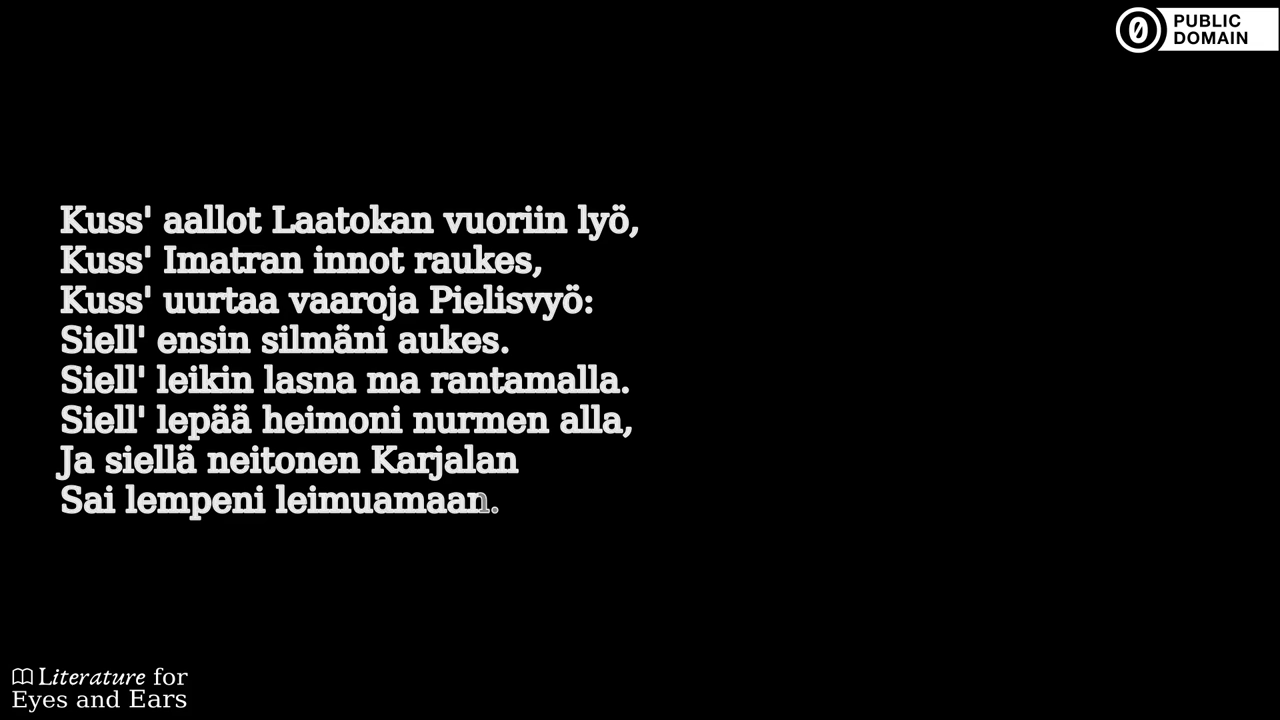 PUBLIC
DOMAIN
Kuss' aallot Laatokan vuoriin lyö,
Kuss' Imatran innot raukes,
Kuss' uurtaa vaaroja Pielisvyö:
Siell' ensin silmäni aukes.
Siell' leikin lasna ma rantamalla.
Siell' lepää heimoni nurmen alla,
Ja siellä neitonen Karjalan
Sai lempeni leimuamaan.
Literature for
Eyes and Ears